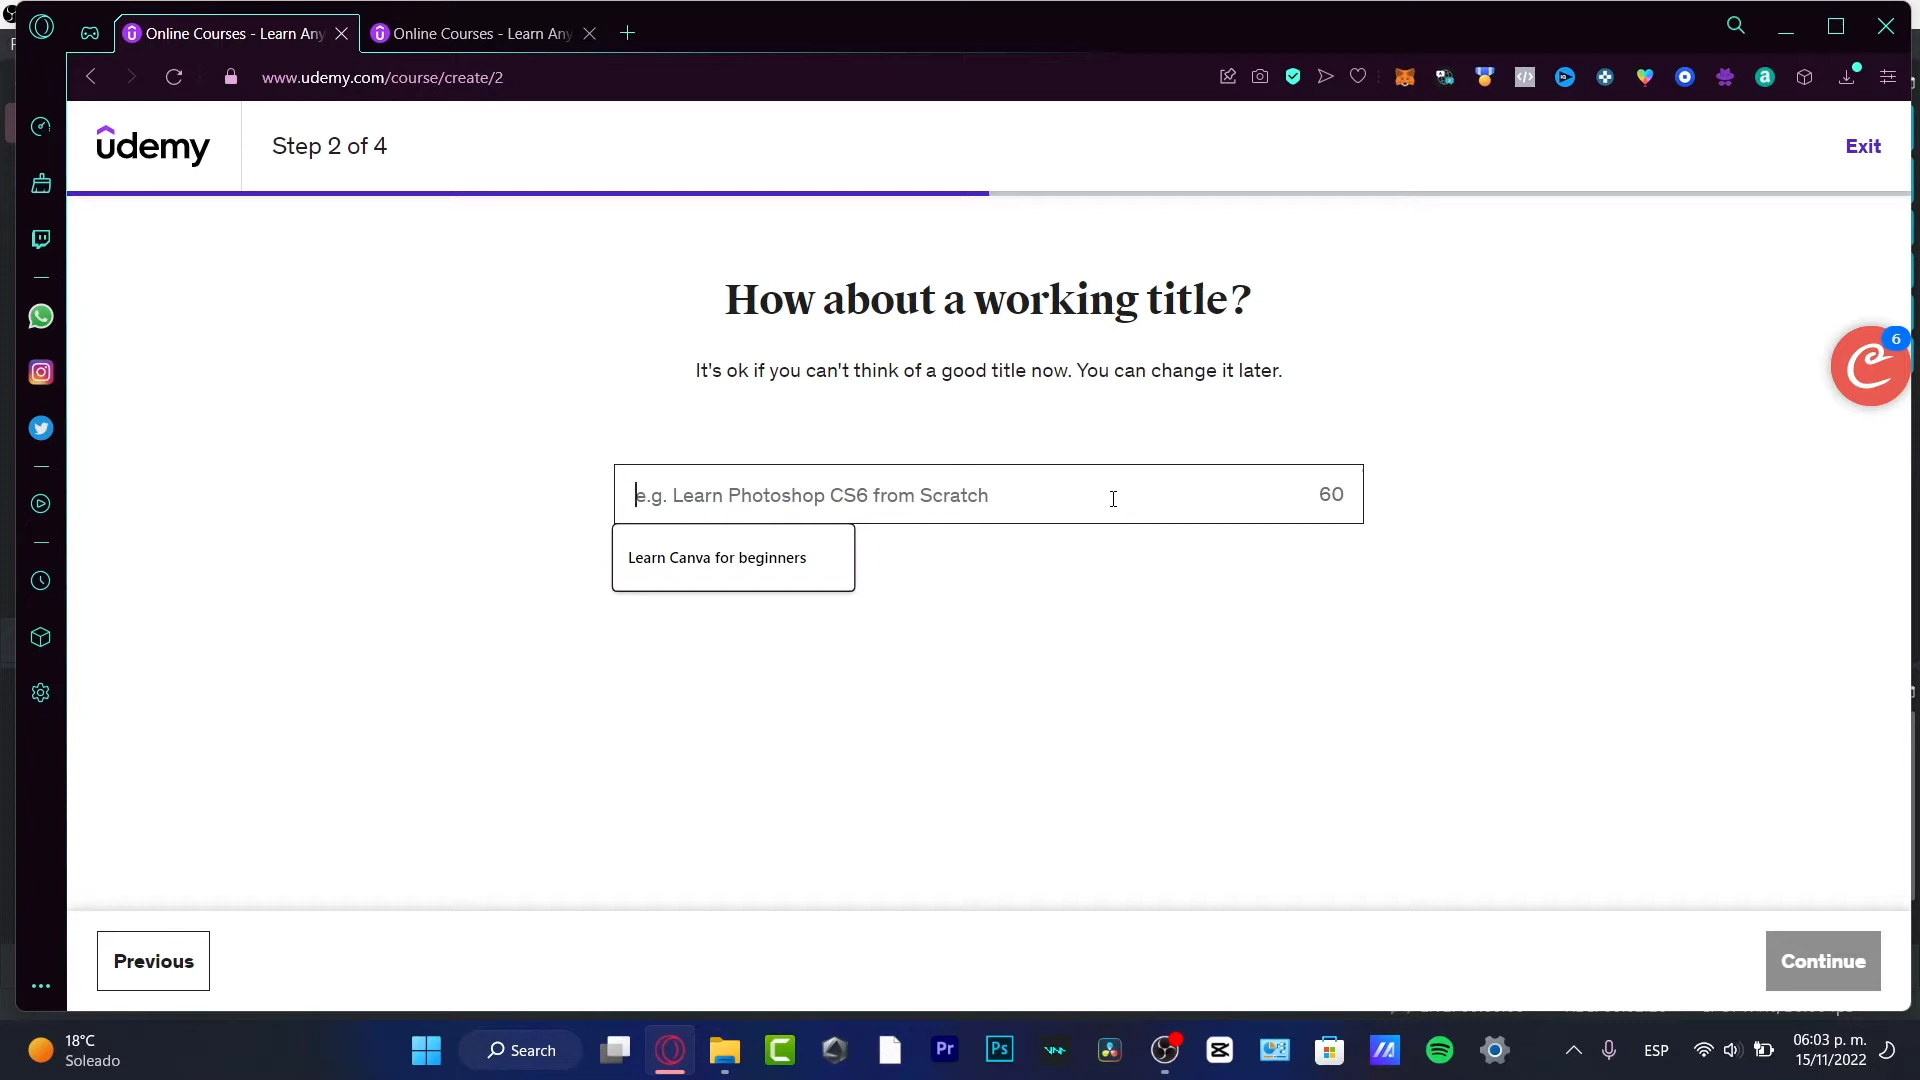 Online Courses - Learn Any
Online Courses - Learn Any
www.udemy.com/course/create/2
udemy
Step 2 of 4
Exit
How about a working title?
6
It's ok if you can't think of a good title now. You can change it later.
e.g. Learn Photoshop CS6 from Scratch
60
Learn Canva for beginners
Previous
Continue
18°C
Soleado
Search
Pr
Ps
ESP
06:03 p. m.
15/11/2022